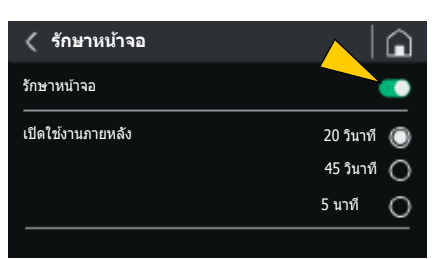 รักษาหน้าจอ
รักษาหน้าจอ
เปิดใช้งานภายหลัง 20 วินาที
45 วินาที
5 นาที